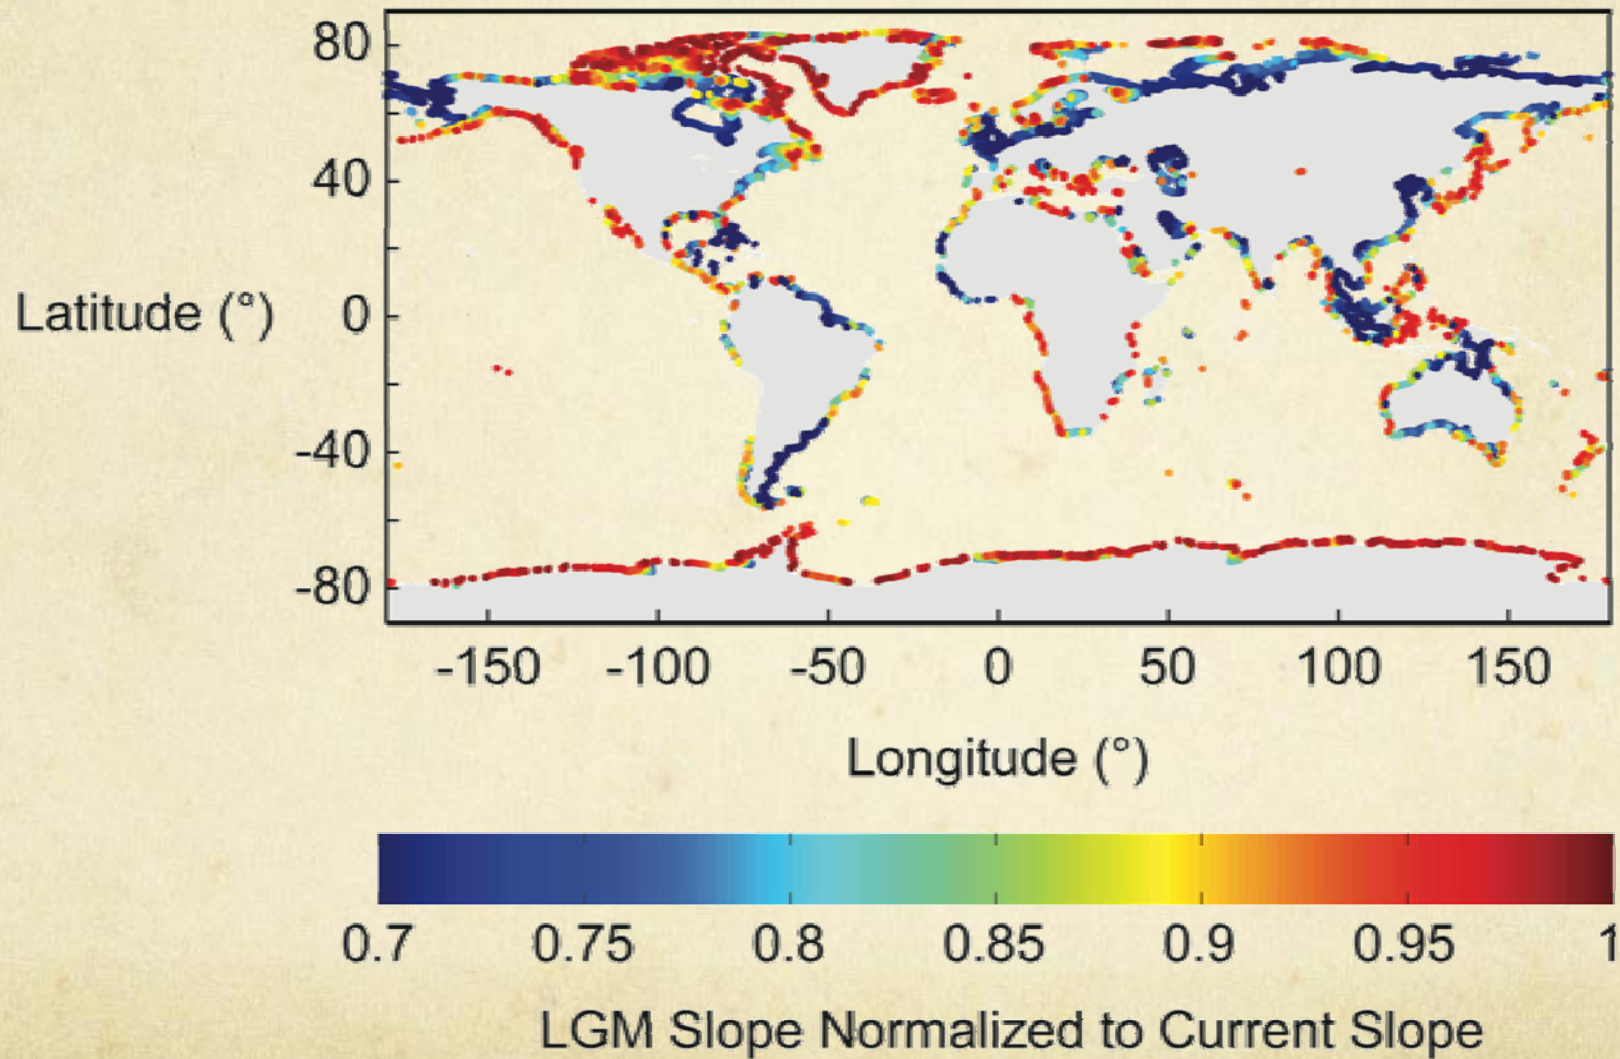 80
40
Latitude (°) 0
-40
-80
-150 -100 -50 0 50 100 150
Longitude (°)
0.7 0.75 0.8 0.85 0.9 0.95 1
LGM Slope Normalized to Current Slope